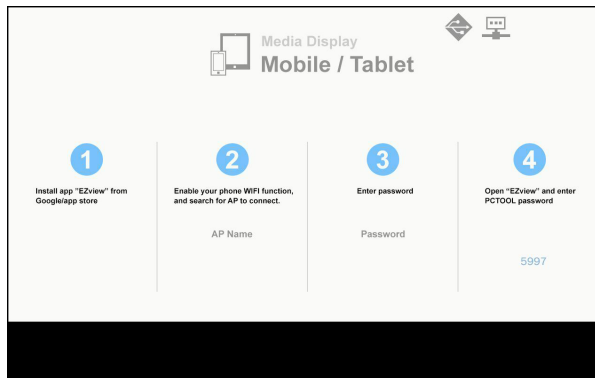 Media Display
Mobile / Tablet
1
Install app "EZview" from
Google/app store
2
Enable your phone WIFI function,
and search for AP to connect.
AP Name
3
Enter password
Password
4
Open "EZview" and enter
PCTOOL password
5997